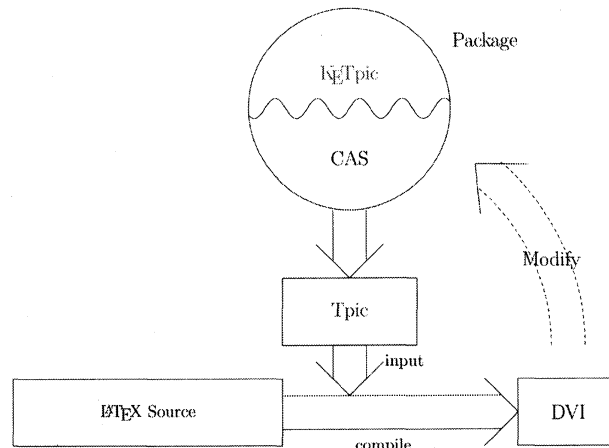 Package
KETpic
CAS
Modify
Tpic
input
LATEX Source
DVI
compile